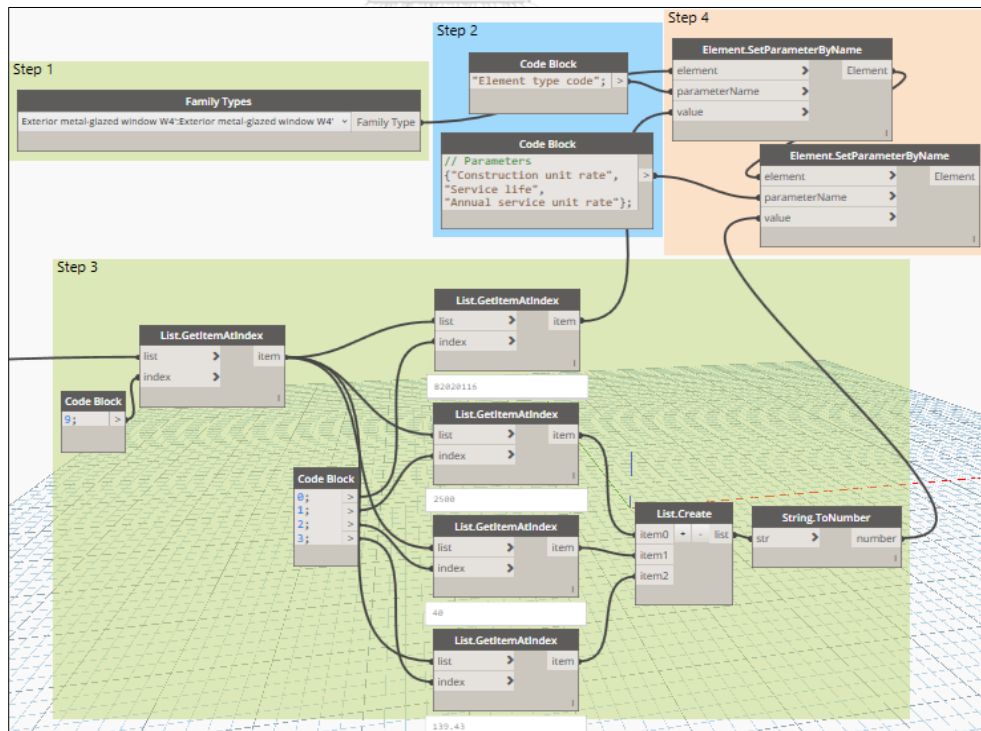 Step 1
Family Types
Exterior metal-glazed window W4':Exterior metal-glazed window W4'
Family Type
Step 2
Code Block
"Element type code";
>
Code Block
// Parameters
{"Construction unit rate",
"Service life",
"Annual service unit rate"};
>
Step 4
Element.SetParameterByName
element > Element
parameterName >
value >
Element.SetParameterByName
element > Element
parameterName >
value >
Step 3
List.GetItemAtIndex
list > item
index >
Code Block
9; >
Code Block
0; >
1; >
2; >
3; >
List.GetItemAtIndex
list > item
index >
B2020116
List.GetItemAtIndex
list > item
index >
2500
List.GetItemAtIndex
list > item
index >
40
List.GetItemAtIndex
list > item
index >
139.43
List.Create
item0 + - list
item1
item2
String.ToNumber
str > number